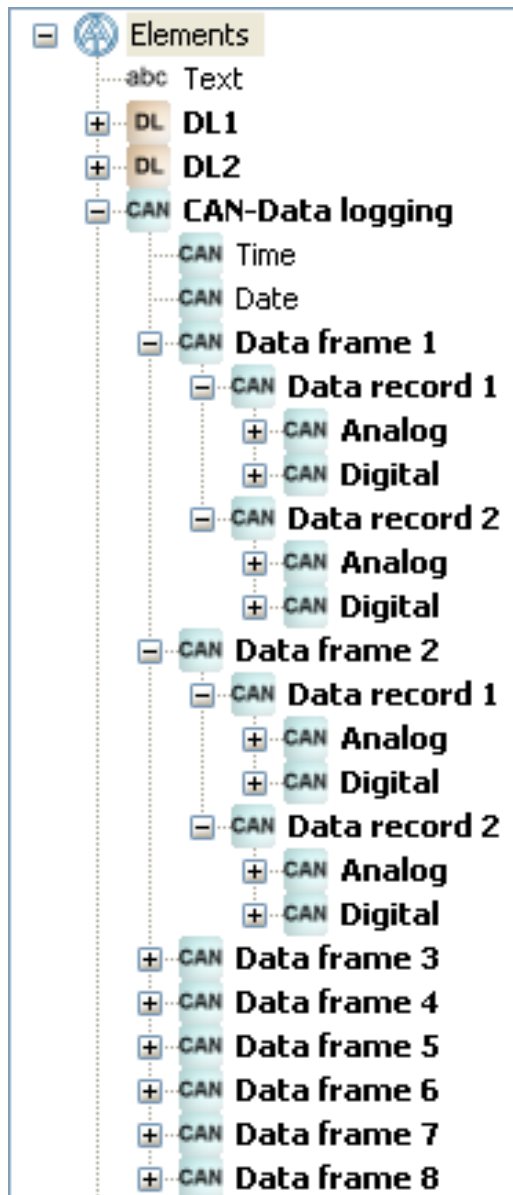 Elements
abc Text
DL DL1
DL DL2
CAN CAN-Data logging
CAN Time
CAN Date
CAN Data frame 1
CAN Data record 1
CAN Analog
CAN Digital
CAN Data record 2
CAN Analog
CAN Digital
CAN Data frame 2
CAN Data record 1
CAN Analog
CAN Digital
CAN Data record 2
CAN Analog
CAN Digital
CAN Data frame 3
CAN Data frame 4
CAN Data frame 5
CAN Data frame 6
CAN Data frame 7
CAN Data frame 8